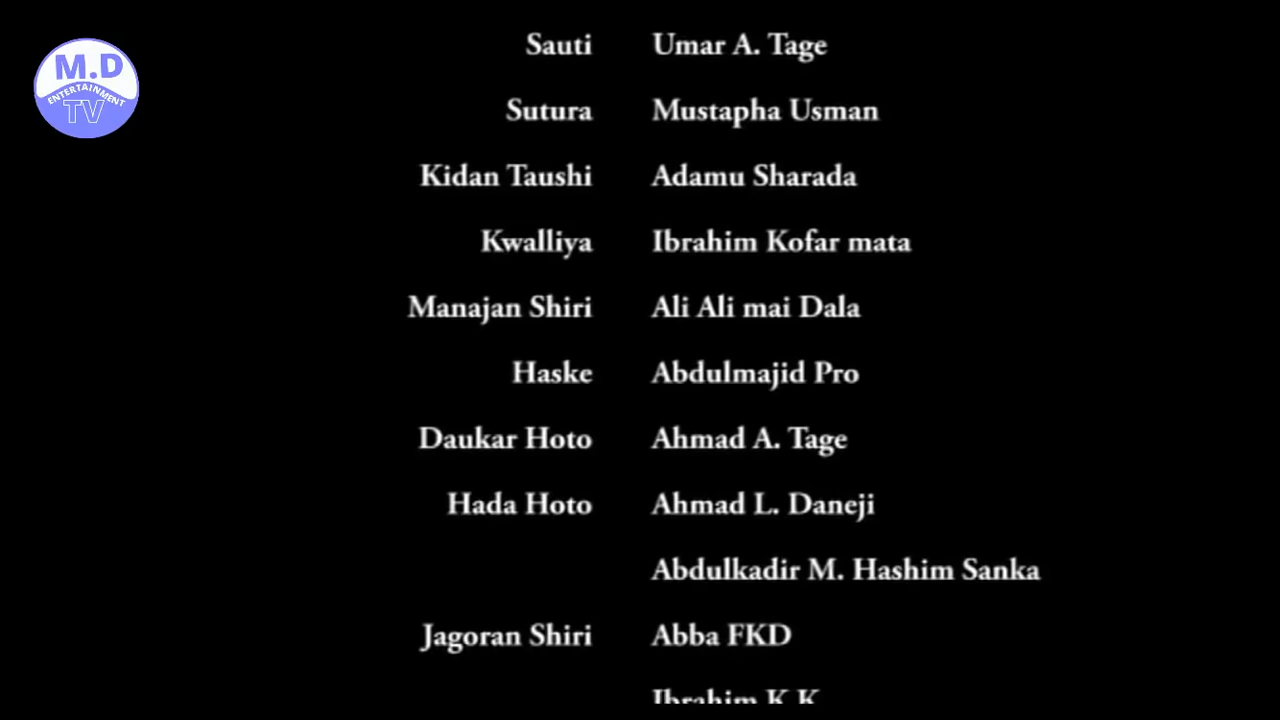 M.D
ENTERTAINMENT
TV
Sauti Umar A. Tage
Sutura Mustapha Usman
Kidan Taushi Adamu Sharada
Kwalliya Ibrahim Kofar mata
Manajan Shiri Ali Ali mai Dala
Haske Abdulmajid Pro
Daukar Hoto Ahmad A. Tage
Hada Hoto Ahmad L. Daneji
Abdulkadir M. Hashim Sanka
Jagoran Shiri Abba FKD
Ibrahim K.K